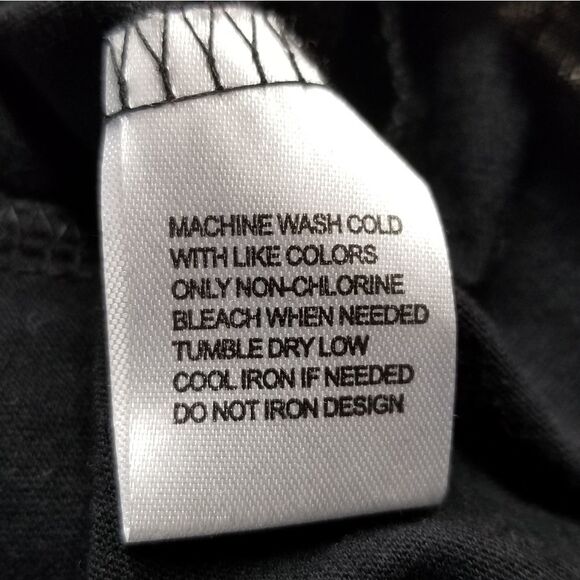 MACHINE WASH COLD
WITH LIKE COLORS
ONLY NON-CHLORINE
BLEACH WHEN NEEDED
TUMBLE DRY LOW
COOL IRON IF NEEDED
DO NOT IRON DESIGN